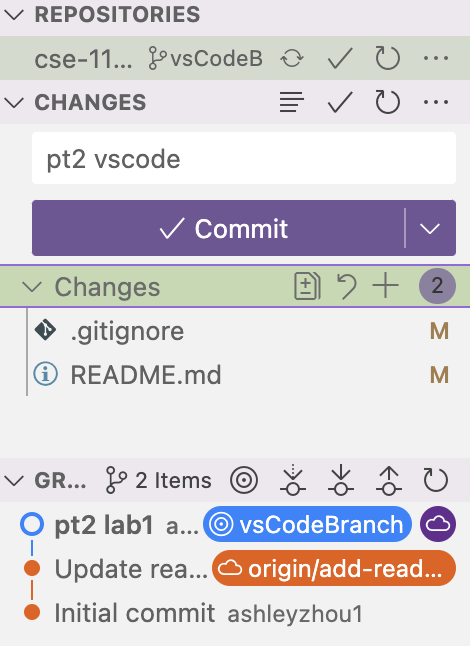 REPOSITORIES
cse-11... vsCodeB ...
CHANGES ...
pt2 vscode
Commit
Changes 2
.gitignore M
README.md M
GR... 2 Items
pt2 lab1 a... vsCodeBranch
Update rea... origin/add-read...
Initial commit ashleyzhou1